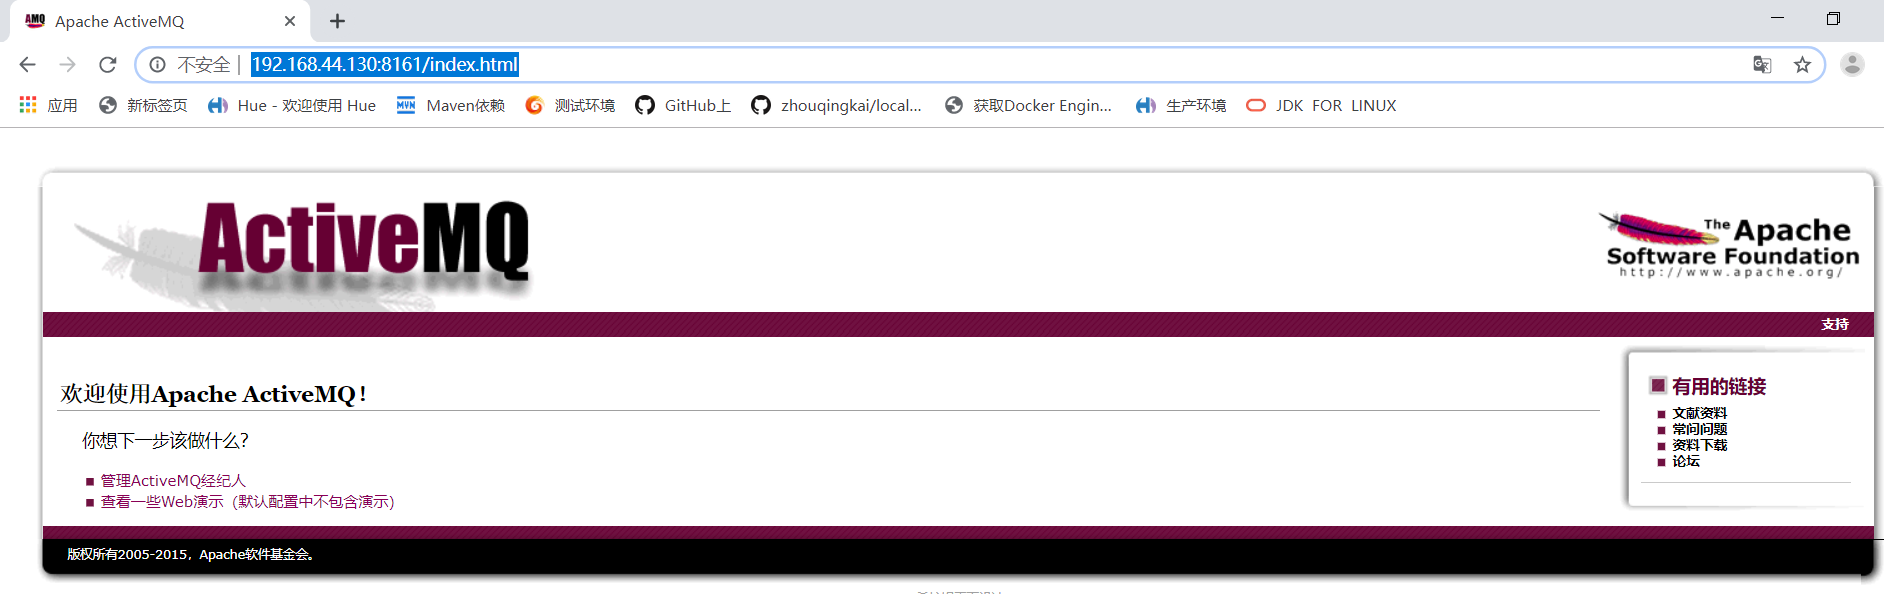 AMQ Apache ActiveMQ
不安全 | 192.168.44.130:8161/index.html
应用 新标签页 Hue - 欢迎使用 Hue MVN Maven依赖 测试环境 GitHub上 zhouqingkai/local... 获取Docker Engin... 生产环境 JDK FOR LINUX
ActiveMQ
The Apache
Software Foundation
http://www.apache.org/
支持
欢迎使用Apache ActiveMQ！
你想下一步该做什么？
管理ActiveMQ经纪人
查看一些Web演示（默认配置中不包含演示）
有用的链接
文献资料
常问问题
资料下载
论坛
版权所有2005-2015，Apache软件基金会。